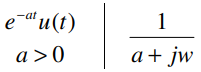 e^{-at}u(t)
a > 0
1
a + jw